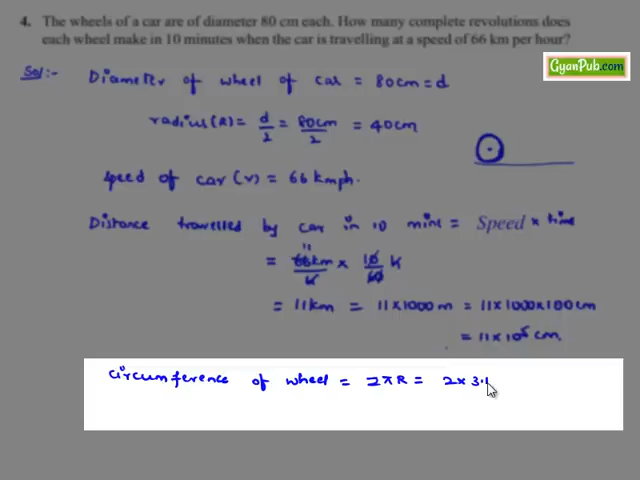 4. The wheels of a car are of diameter 80 cm each. How many complete revolutions does
each wheel make in 10 minutes when the car is travelling at a speed of 66 km per hour?
GyanPub.com
Sol:- Diameter of wheel of car = 80cm = d
radius(R) = d/2 = 80cm/2 = 40cm
speed of car (v) = 66 kmph.
Distance travelled by car in 10 mins = Speed × time
= 11 66km/h × 10/60 h
= 11km = 11×1000 m = 11×1000×100 cm
= 11×10⁵ cm.
circumference of wheel = 2πR = 2×3.1